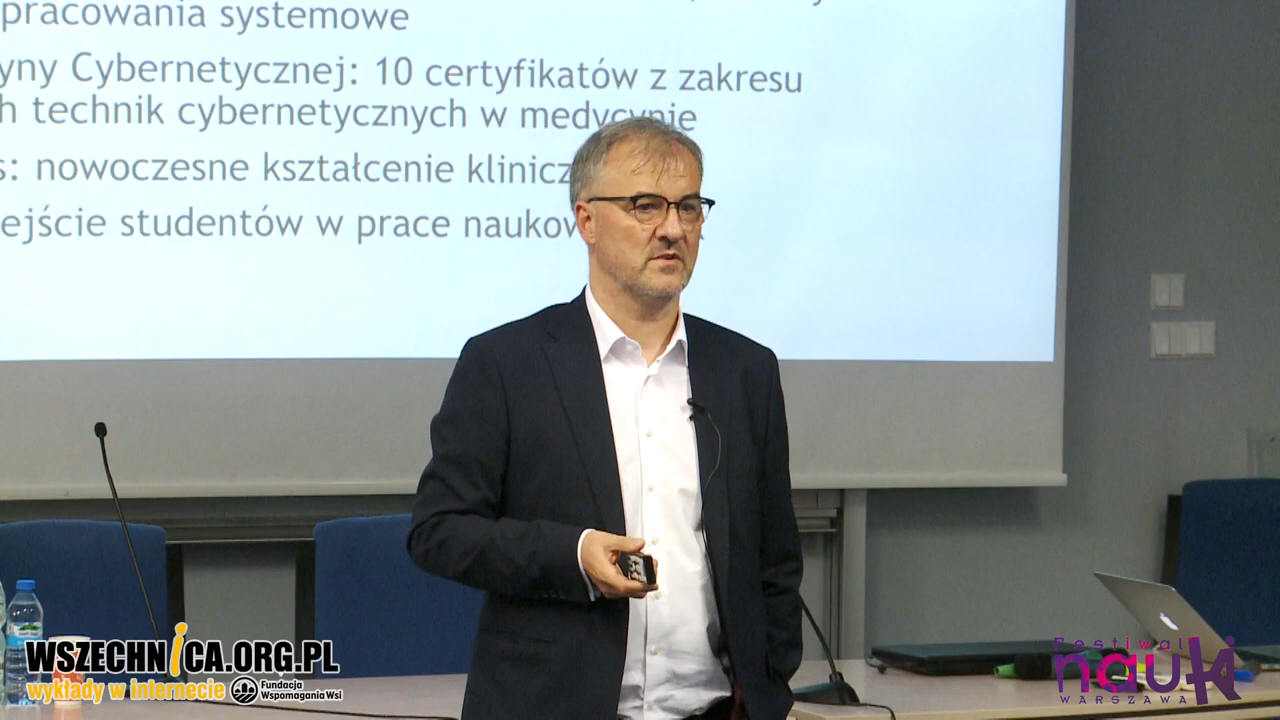 pracowania systemowe
yny Cybernetycznej: 10 certyfikatów z zakresu
h technik cybernetycznych w medycynie
s: nowoczesne kształcenie klinicz
ejście studentów w prace naukow
WSZECHNICA.ORG.PL
wykłady w internecie
Fundacja
Wspomagania Wsi
Festiwal
nauki
WARSZAWA